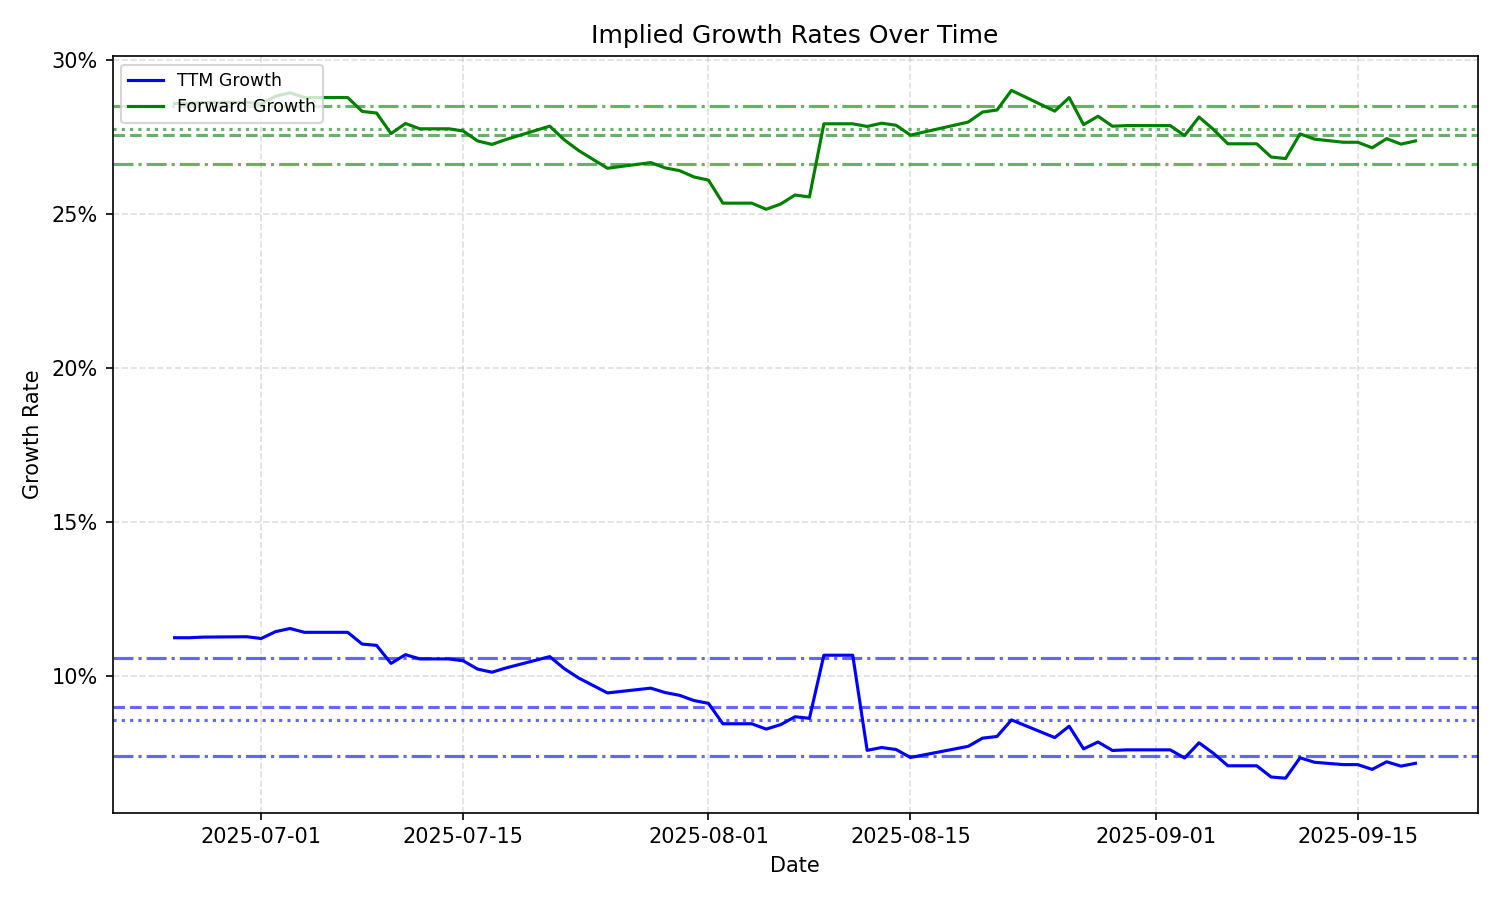 Implied Growth Rates Over Time
30%
25%
20%
15%
10%
Growth Rate
TTM Growth
Forward Growth
2025-07-01
2025-07-15
2025-08-01
2025-08-15
2025-09-01
2025-09-15
Date